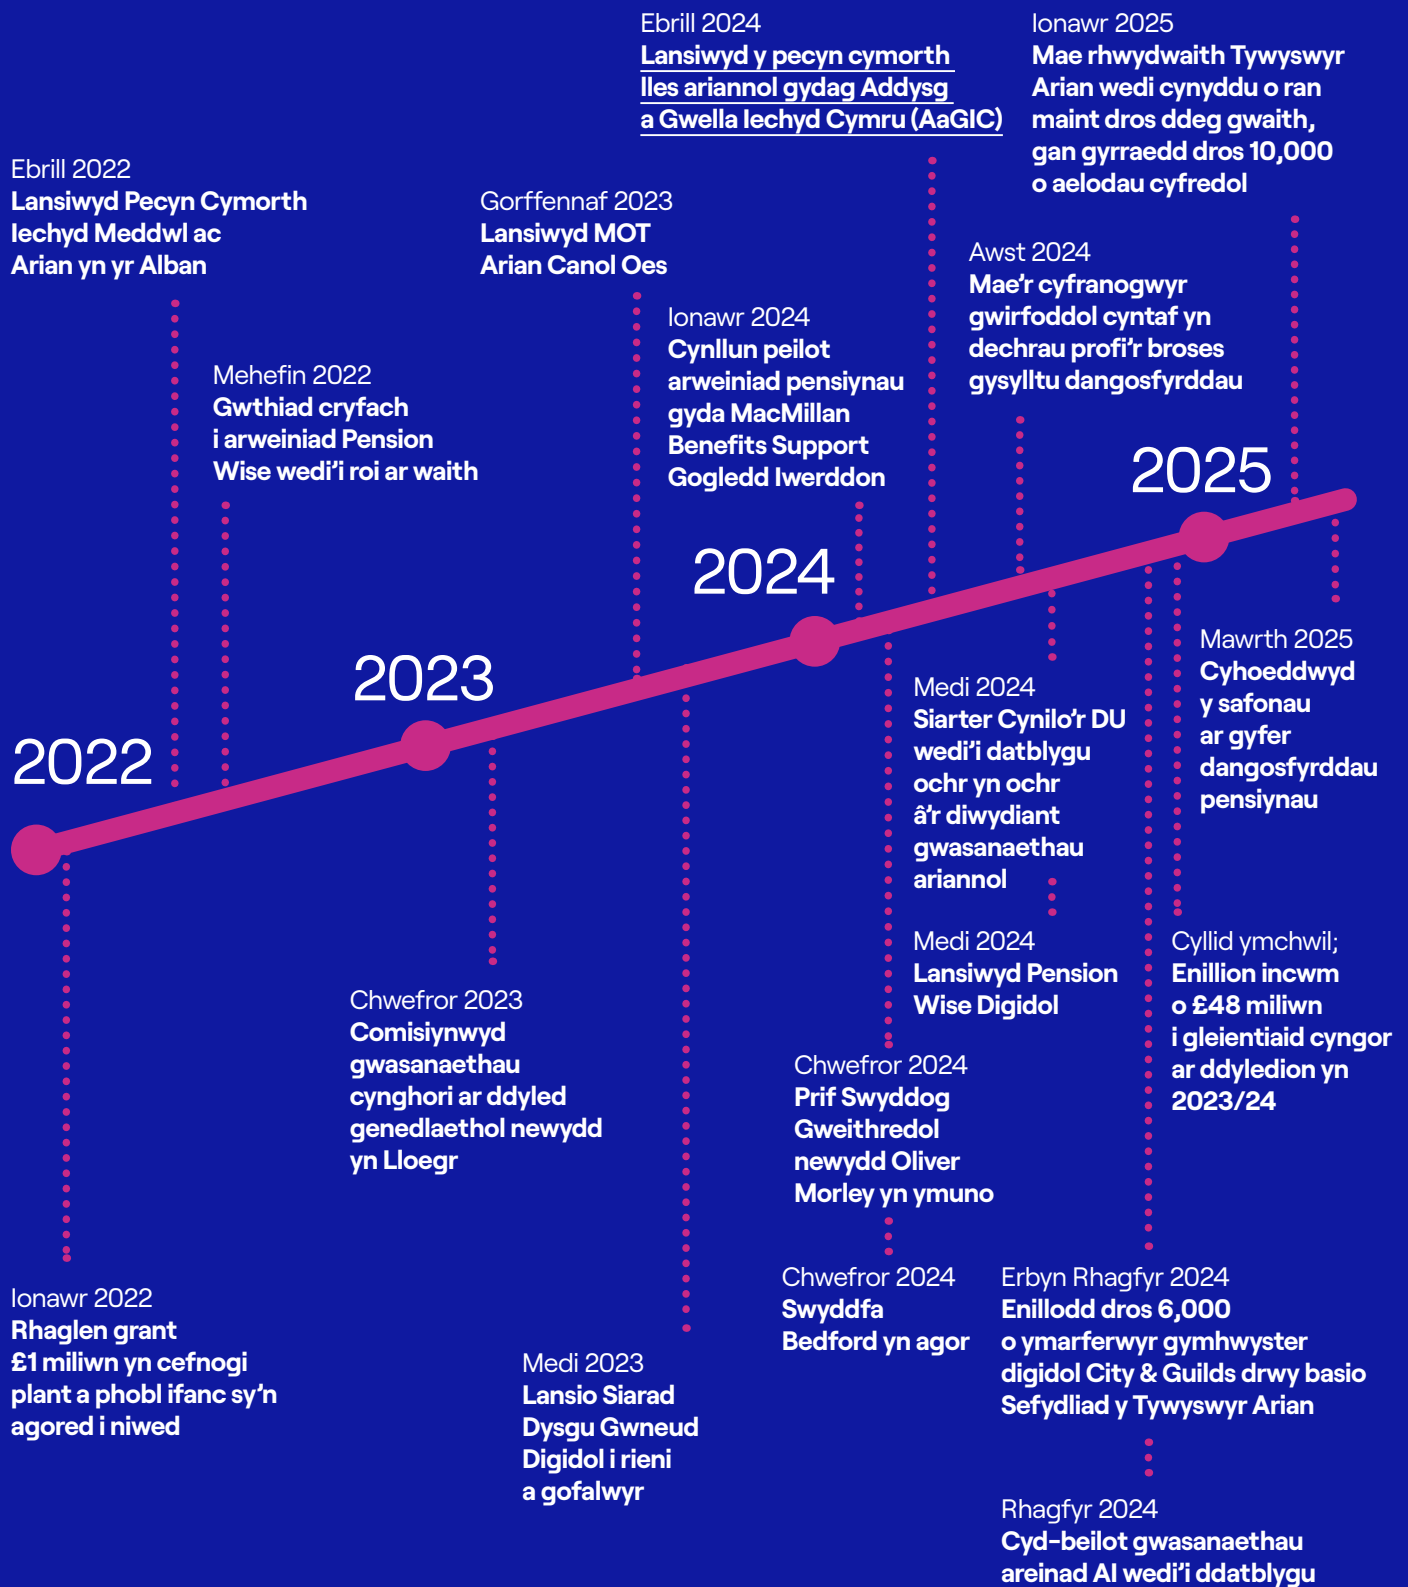 Ebrill 2024
Lansiwyd y pecyn cymorth
lles ariannol gydag Addysg
a Gwella Iechyd Cymru (AaGIC)
Ionawr 2025
Mae rhwydwaith Tywyswyr
Arian wedi cynyddu o ran
maint dros ddeg gwaith,
gan gyrraedd dros 10,000
o aelodau cyfredol
Ebrill 2022
Lansiwyd Pecyn Cymorth
Iechyd Meddwl ac
Arian yn yr Alban
Gorffennaf 2023
Lansiwyd MOT
Arian Canol Oes
Awst 2024
Mae'r cyfranogwyr
gwirfoddol cyntaf yn
dechrau profi'r broses
gysylltu dangosfyrddau
Ionawr 2024
Cynllun peilot
arweiniad pensiynau
gyda MacMillan
Benefits Support
Gogledd Iwerddon
Mehefin 2022
Gwthiad cryfach
i arweiniad Pension
Wise wedi'i roi ar waith
2025
2024
2023
2022
Mawrth 2025
Cyhoeddwyd
y safonau
ar gyfer
dangosfyrddau
pensiynau
Medi 2024
Siarter Cynilo'r DU
wedi'i datblygu
ochr yn ochr
â'r diwydiant
gwasanaethau
ariannol
Medi 2024
Lansiwyd Pension
Wise Digidol
Cyllid ymchwil;
Enillion incwm
o £48 miliwn
i gleientiaid cyngor
ar ddyledion yn
2023/24
Chwefror 2023
Comisiynwyd
gwasanaethau
cynghori ar ddyled
genedlaethol newydd
yn Lloegr
Chwefror 2024
Prif Swyddog
Gweithredol
newydd Oliver
Morley yn ymuno
Chwefror 2024
Swyddfa
Bedford yn agor
Erbyn Rhagfyr 2024
Enillodd dros 6,000
o ymarferwyr gymhwyster
digidol City & Guilds drwy basio
Sefydliad y Tywyswyr Arian
Ionawr 2022
Rhaglen grant
£1 miliwn yn cefnogi
plant a phobl ifanc sy'n
agored i niwed
Medi 2023
Lansio Siarad
Dysgu Gwneud
Digidol i rieni
a gofalwyr
Rhagfyr 2024
Cyd-beilot gwasanaethau
areinad AI wedi'i ddatblygu